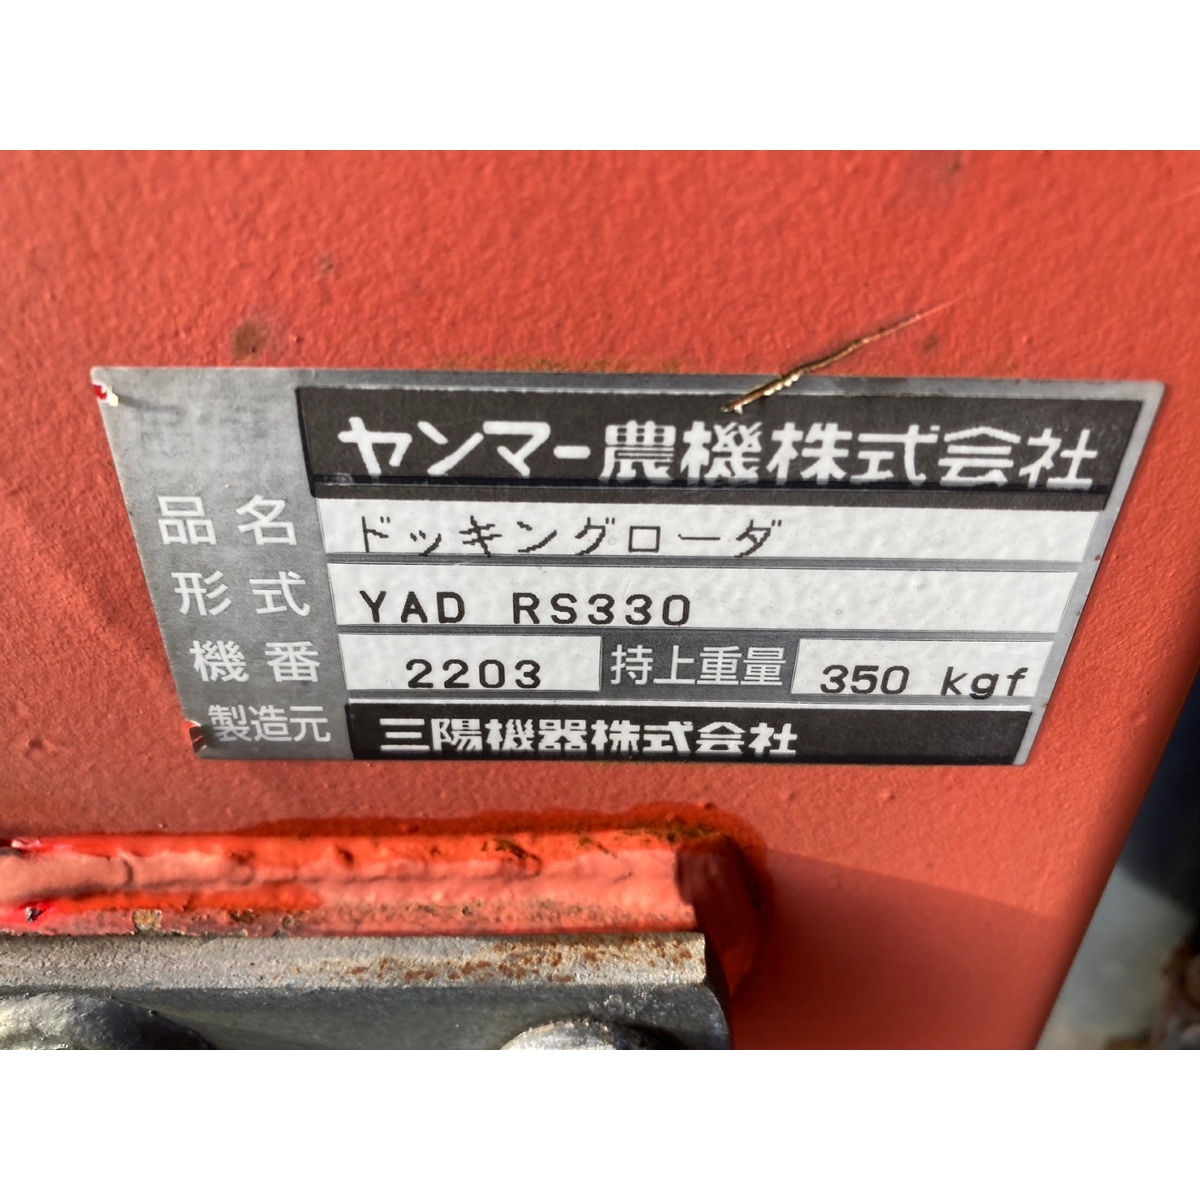 ヤンマー農機株式会社
品名 ドッキングローダ
形式 YAD RS330
機番 2203 持上重量 350 kgf
製造元 三陽機器株式会社